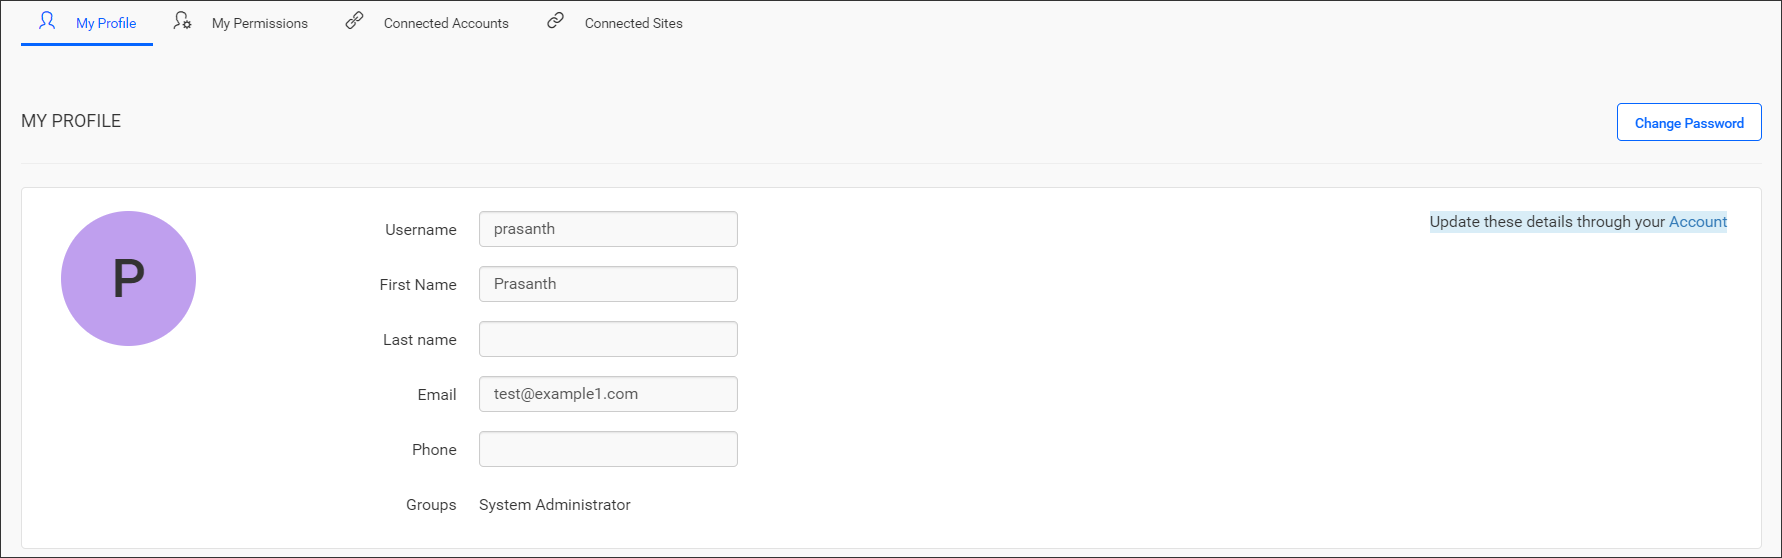 My Profile My Permissions Connected Accounts Connected Sites
MY PROFILE Change Password
P
Username prasanth Update these details through your Account
First Name Prasanth
Last name
Email test@example1.com
Phone
Groups System Administrator